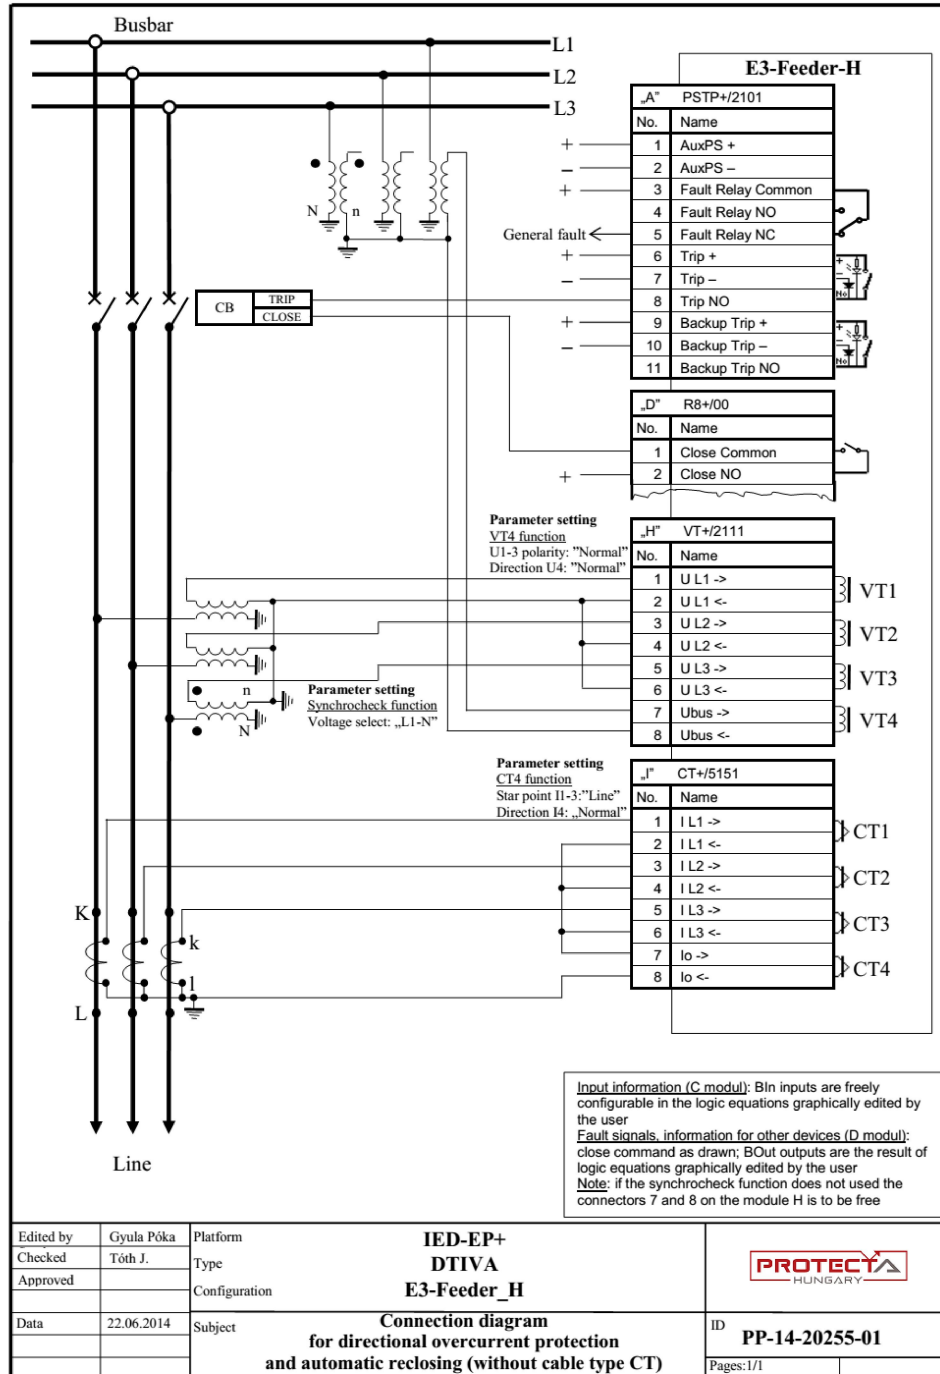 Busbar
L1
L2
L3
E3-Feeder-H
„A” PSTP+/2101
No. Name
+ 1 AuxPS +
– 2 AuxPS –
+ 3 Fault Relay Common
4 Fault Relay NO
General fault 5 Fault Relay NC
+ 6 Trip +
– 7 Trip –
8 Trip NO
+ 9 Backup Trip +
– 10 Backup Trip –
11 Backup Trip NO
N n
+ No
+ No
CB TRIP
CLOSE
„D” R8+/00
No. Name
1 Close Common
+ 2 Close NO
Parameter setting
VT4 function
U1-3 polarity: ”Normal”
Direction U4: ”Normal”
„H” VT+/2111
No. Name
1 U L1 ->
2 U L1 <-
3 U L2 ->
4 U L2 <-
5 U L3 ->
6 U L3 <-
7 Ubus ->
8 Ubus <-
VT1
VT2
VT3
VT4
n
N
Parameter setting
Synchrocheck function
Voltage select: „L1-N”
Parameter setting
CT4 function
Star point I1-3:”Line”
Direction I4: „Normal”
„I” CT+/5151
No. Name
1 I L1 ->
2 I L1 <-
3 I L2 ->
4 I L2 <-
5 I L3 ->
6 I L3 <-
7 Io ->
8 Io <-
CT1
CT2
CT3
CT4
K
k
l
L
Line
Input information (C modul): BIn inputs are freely
configurable in the logic equations graphically edited by
the user
Fault signals, information for other devices (D modul):
close command as drawn; BOut outputs are the result of
logic equations graphically edited by the user
Note: if the synchrocheck function does not used the
connectors 7 and 8 on the module H is to be free
Edited by Gyula Póka
Checked Tóth J.
Approved
Data 22.06.2014
Platform IED-EP+
Type DTIVA
Configuration E3-Feeder_H
Subject Connection diagram
for directional overcurrent protection
and automatic reclosing (without cable type CT)
PROTECTA
HUNGARY
ID PP-14-20255-01
Pages:1/1